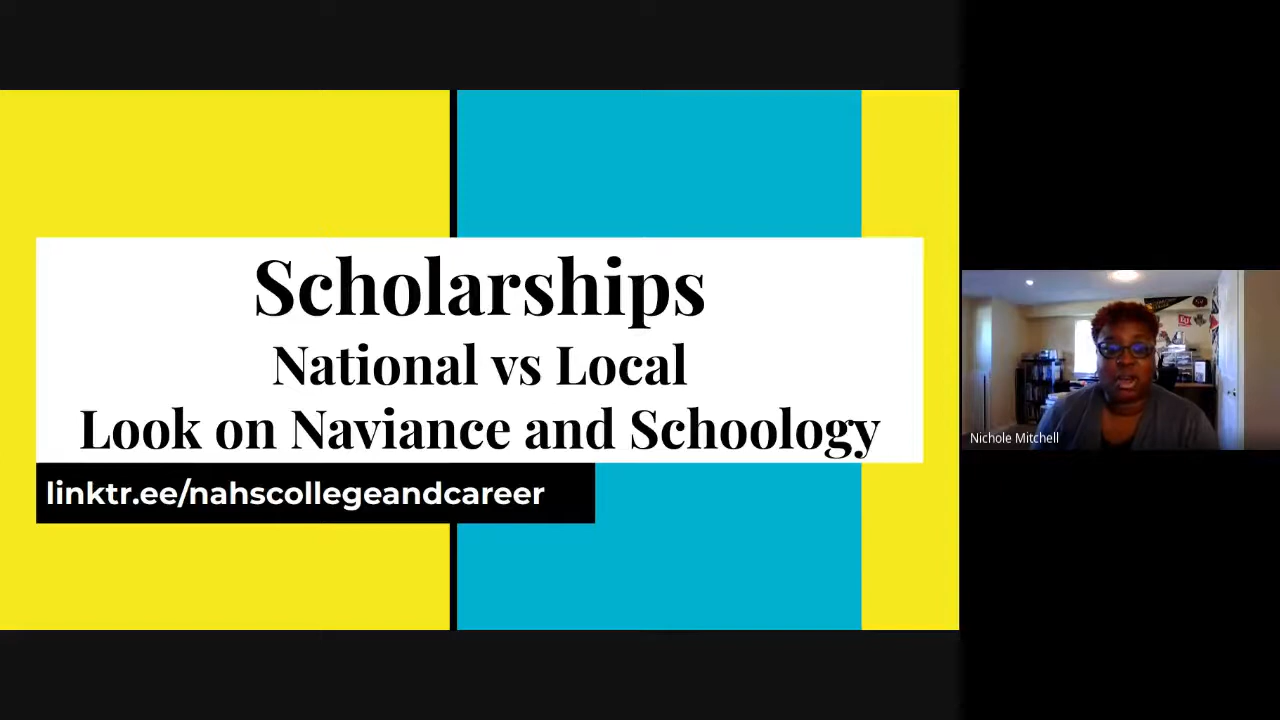 Scholarships
National vs Local
Look on Naviance and Schoology
linktr.ee/nahscollegeandcareer
Nichole Mitchell